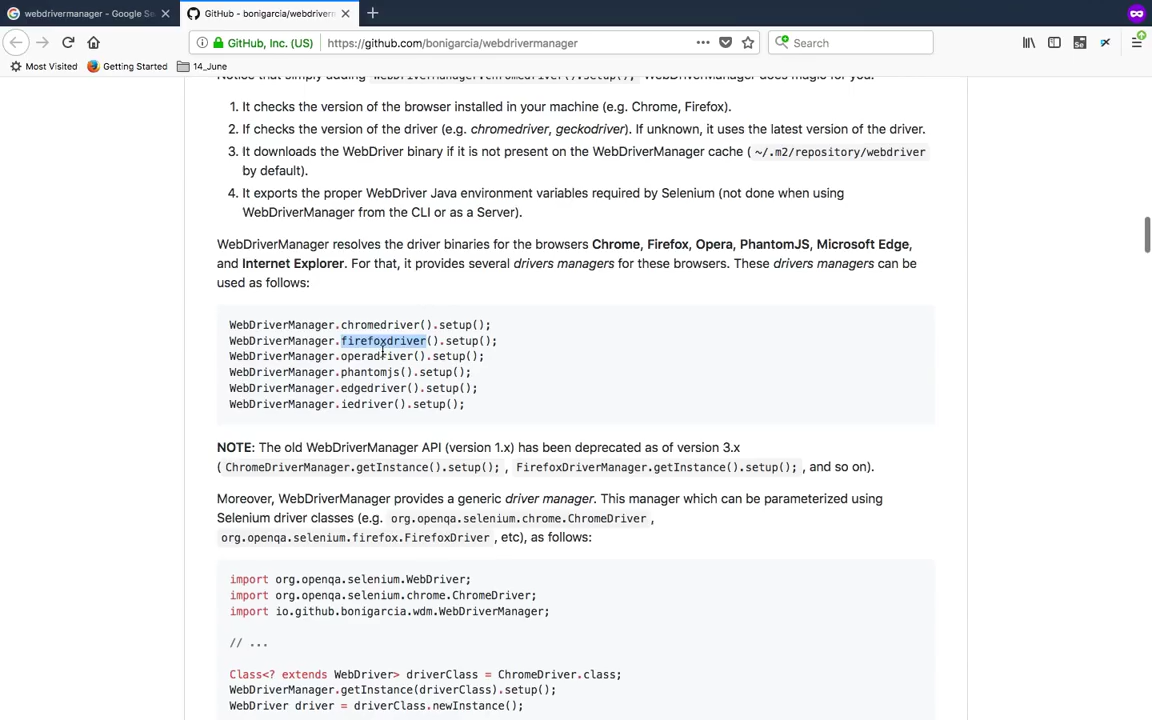 webdrivermanager - Google Se
GitHub - bonigarcia/webdriverm
GitHub, Inc. (US)
https://github.com/bonigarcia/webdrivermanager
Search
Most Visited
Getting Started
14_June
Notice that simply adding WebDriverManager.chromedriver().setup(); WebDriverManager does magic for you:
1. It checks the version of the browser installed in your machine (e.g. Chrome, Firefox).
2. If checks the version of the driver (e.g. chromedriver, geckodriver). If unknown, it uses the latest version of the driver.
3. It downloads the WebDriver binary if it is not present on the WebDriverManager cache ( ~/.m2/repository/webdriver
by default).
4. It exports the proper WebDriver Java environment variables required by Selenium (not done when using
WebDriverManager from the CLI or as a Server).
WebDriverManager resolves the driver binaries for the browsers Chrome, Firefox, Opera, PhantomJS, Microsoft Edge,
and Internet Explorer. For that, it provides several drivers managers for these browsers. These drivers managers can be
used as follows:
WebDriverManager.chromedriver().setup();
WebDriverManager.firefoxdriver().setup();
WebDriverManager.operadriver().setup();
WebDriverManager.phantomjs().setup();
WebDriverManager.edgedriver().setup();
WebDriverManager.iedriver().setup();
NOTE: The old WebDriverManager API (version 1.x) has been deprecated as of version 3.x
( ChromeDriverManager.getInstance().setup(); , FirefoxDriverManager.getInstance().setup(); , and so on).
Moreover, WebDriverManager provides a generic driver manager. This manager which can be parameterized using
Selenium driver classes (e.g. org.openqa.selenium.chrome.ChromeDriver ,
org.openqa.selenium.firefox.FirefoxDriver , etc), as follows:
import org.openqa.selenium.WebDriver;
import org.openqa.selenium.chrome.ChromeDriver;
import io.github.bonigarcia.wdm.WebDriverManager;
// ...
Class<? extends WebDriver> driverClass = ChromeDriver.class;
WebDriverManager.getInstance(driverClass).setup();
WebDriver driver = driverClass.newInstance();